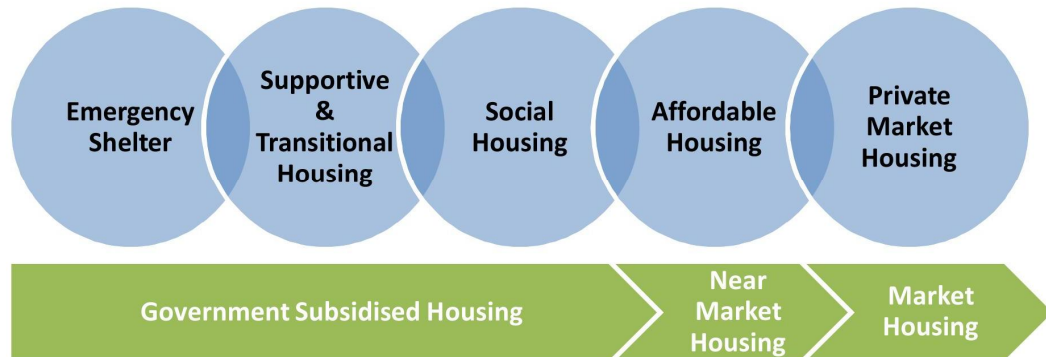 Emergency
Shelter
Supportive
&
Transitional
Housing
Social
Housing
Affordable
Housing
Private
Market
Housing
Government Subsidised Housing
Near
Market
Housing
Market
Housing